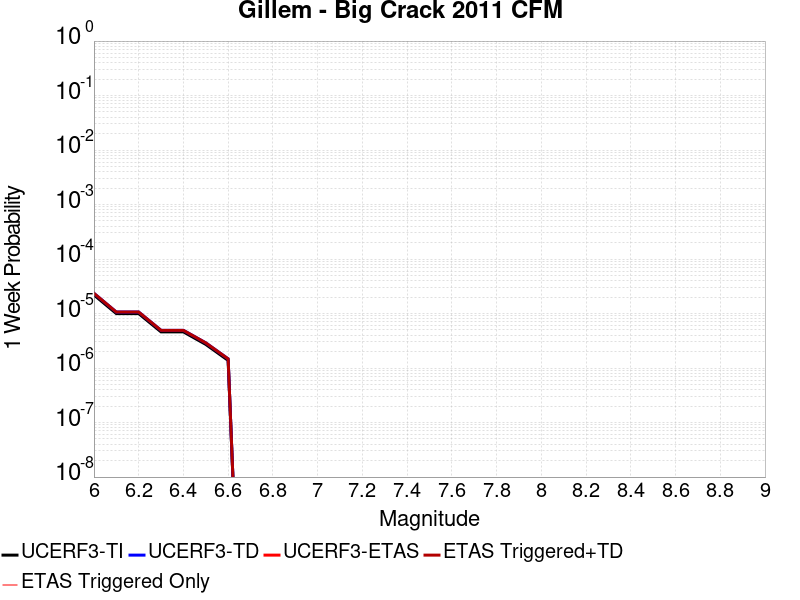 Gillem - Big Crack 2011 CFM
10^0
10^-1
10^-2
10^-3
10^-4
10^-5
10^-6
10^-7
10^-8
1 Week Probability
6 6.2 6.4 6.6 6.8 7 7.2 7.4 7.6 7.8 8 8.2 8.4 8.6 8.8 9
Magnitude
UCERF3-TI UCERF3-TD UCERF3-ETAS ETAS Triggered+TD
ETAS Triggered Only